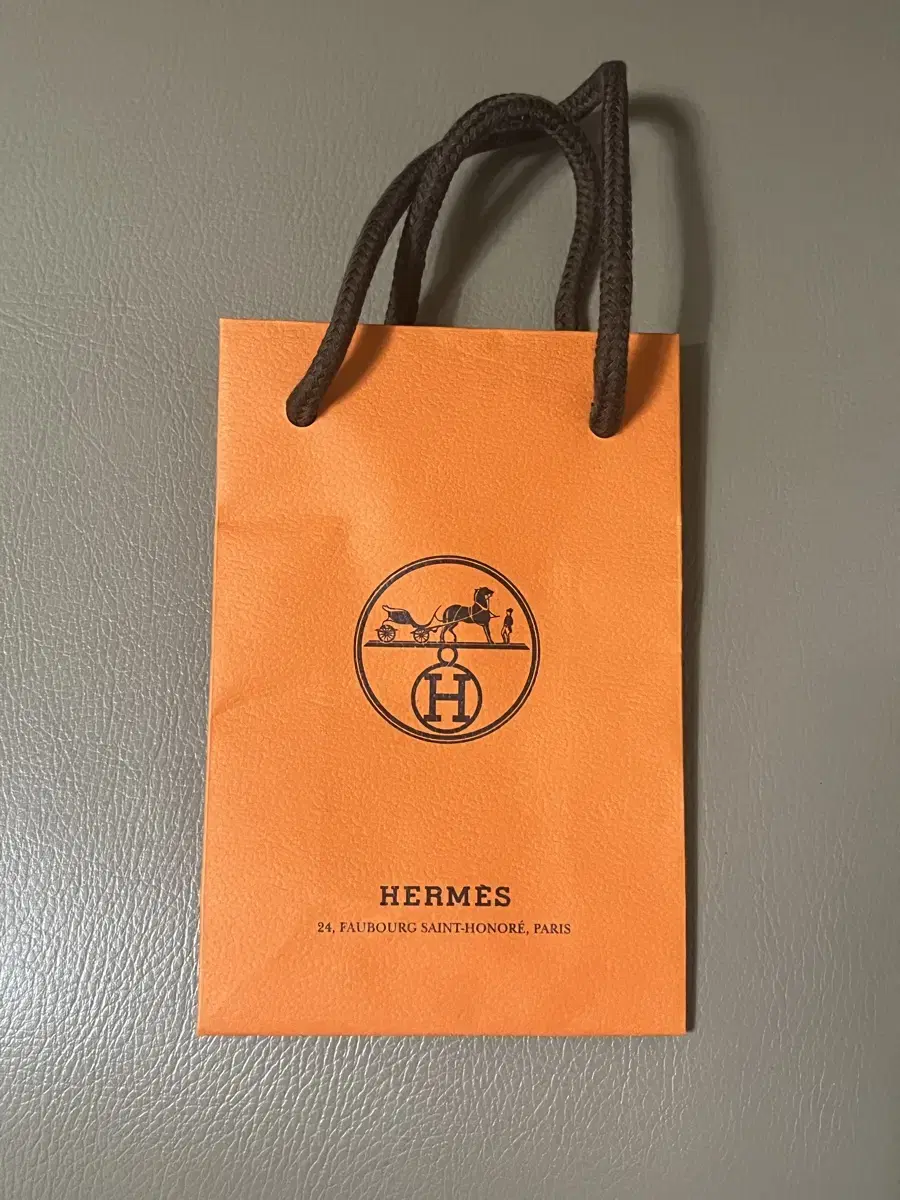 H
HERMÈS
24, FAUBOURG SAINT-HONORÉ, PARIS